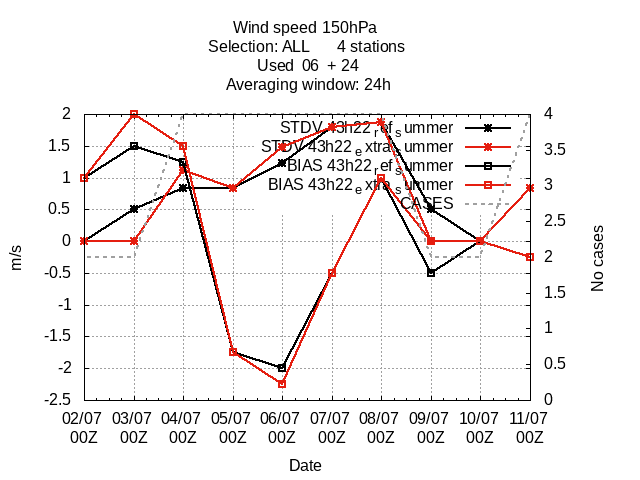 Wind speed 150hPa
Selection: ALL 4 stations
Used 06 + 24
Averaging window: 24h
2
1.5
1
0.5
0
-0.5
-1
-1.5
-2
-2.5
m/s
STDV 43h22refsummer
STDV 43h22extrassummer
BIAS 43h22refsummer
BIAS 43h22extrassummer
CASES
4
3.5
3
2.5
2
1.5
1
0.5
0
No cases
02/07 03/07 04/07 05/07 06/07 07/07 08/07 09/07 10/07 11/07
00Z 00Z 00Z 00Z 00Z 00Z 00Z 00Z 00Z 00Z
Date